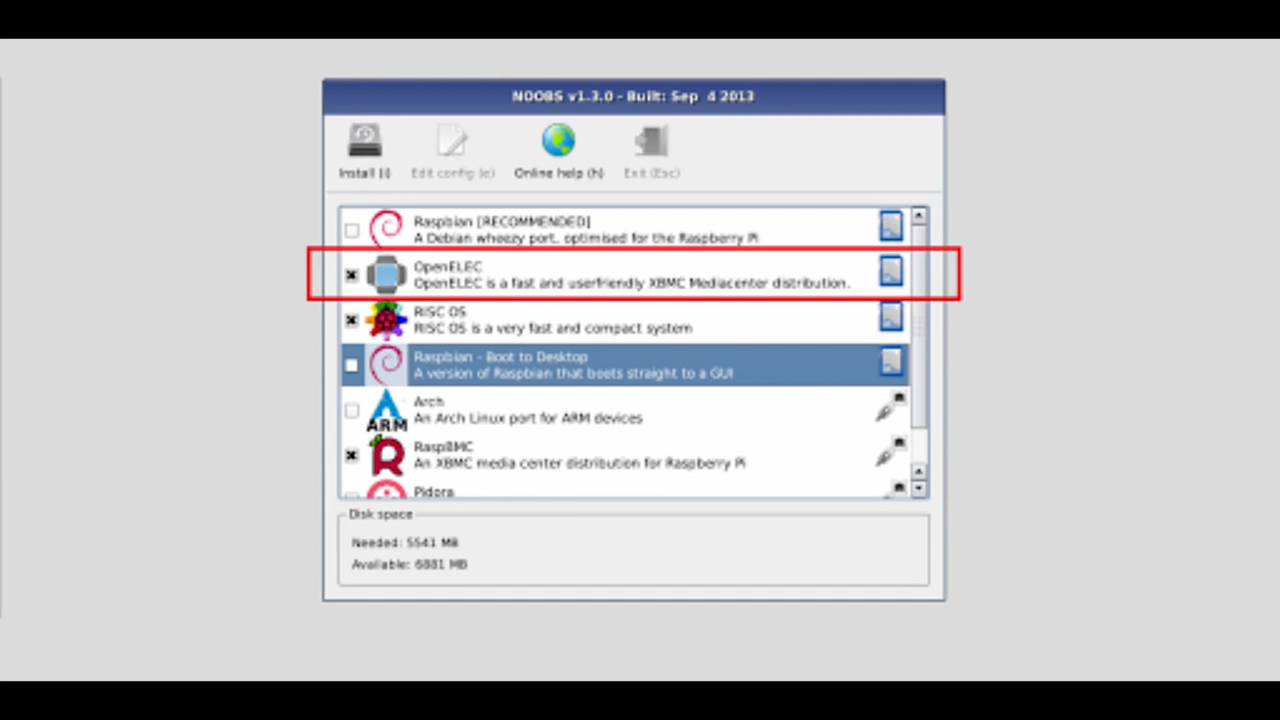 NOOBS v1.3.0 - Built: Sep 4 2013
Install (i) Edit config (e) Online help (h) Exit (Esc)
Raspbian [RECOMMENDED]
A Debian wheezy port, optimised for the Raspberry Pi
OpenELEC
OpenELEC is a fast and userfriendly XBMC Mediacenter distribution.
RISC OS
RISC OS is a very fast and compact system
Raspbian - Boot to Desktop
A version of Raspbian that boots straight to a GUI
Arch
An Arch Linux port for ARM devices
ARM
RaspBMC
An XBMC media center distribution for Raspberry Pi
Pidora
Disk space
Needed: 5541 MB
Available: 6881 MB